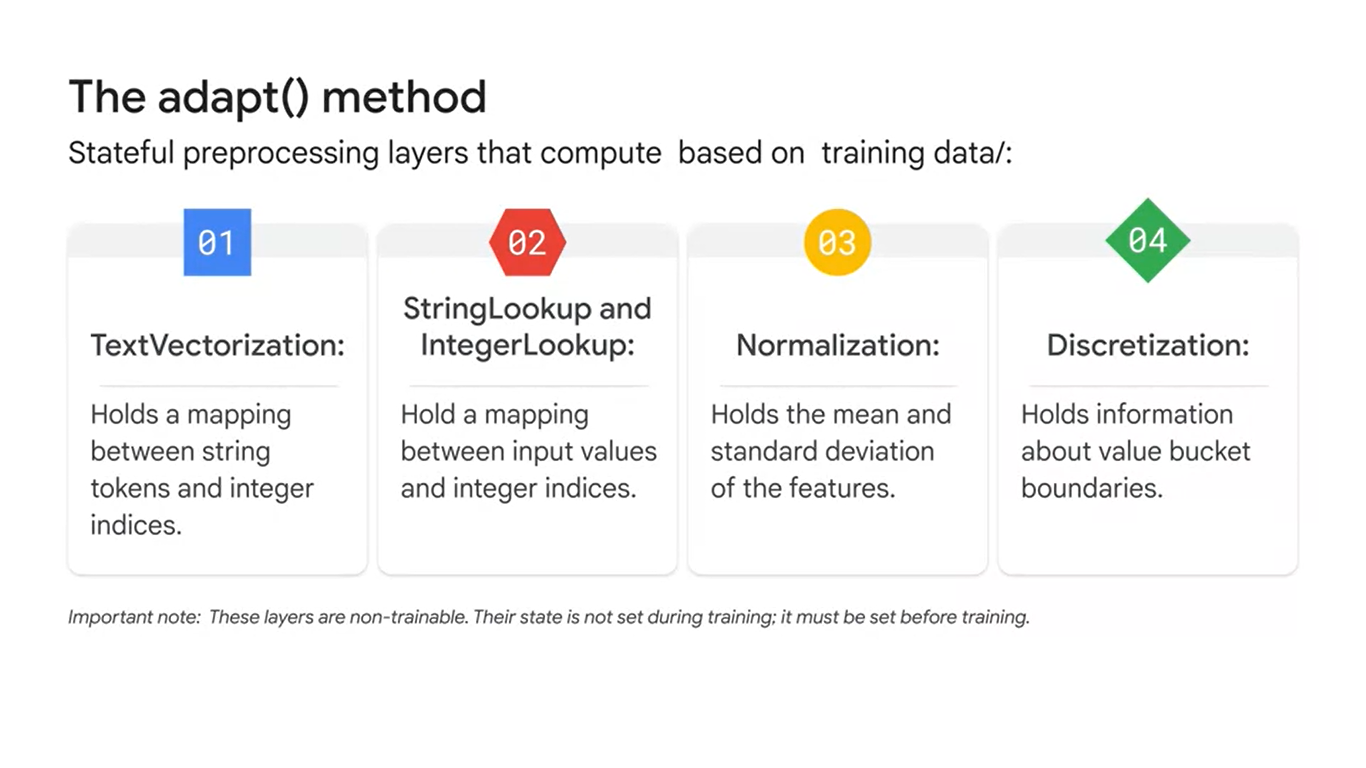 The adapt() method
Stateful preprocessing layers that compute  based on  training data/:
01
TextVectorization:
Holds a mapping
between string
tokens and integer
indices.
02
StringLookup and
IntegerLookup:
Hold a mapping
between input values
and integer indices.
03
Normalization:
Holds the mean and
standard deviation
of the features.
04
Discretization:
Holds information
about value bucket
boundaries.
Important note:  These layers are non-trainable. Their state is not set during training; it must be set before training.